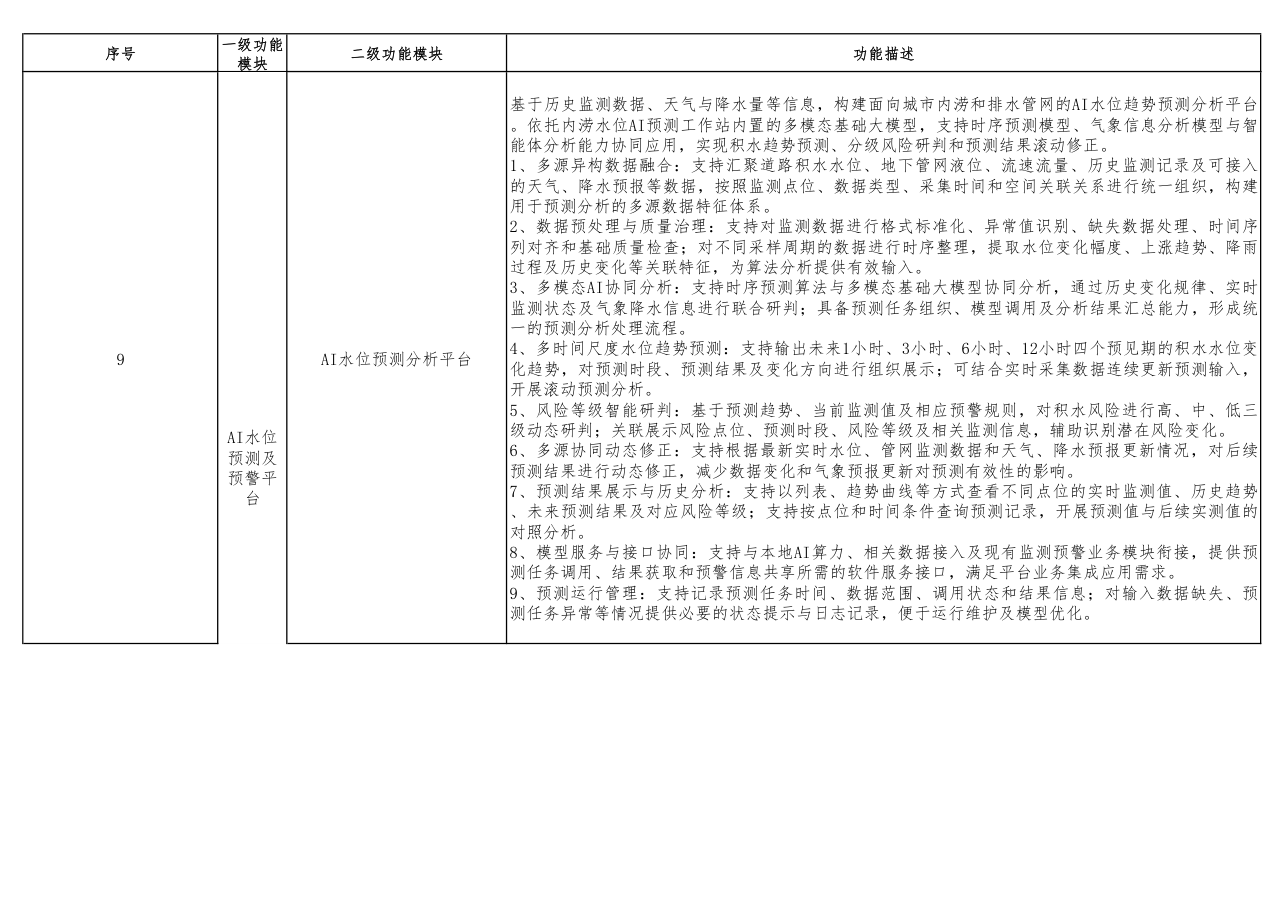 序号
一级功能
模块
二级功能模块
功能描述
9
AI水位
预测及
预警平
台
AI水位预测分析平台
基于历史监测数据、天气与降水量等信息，构建面向城市内涝和排水管网的AI水位趋势预测分析平台
。依托内涝水位AI预测工作站内置的多模态基础大模型，支持时序预测模型、气象信息分析模型与智
能体分析能力协同应用，实现积水趋势预测、分级风险研判和预测结果滚动修正。
1、多源异构数据融合：支持汇聚道路积水水位、地下管网液位、流速流量、历史监测记录及可接入
的天气、降水预报等数据，按照监测点位、数据类型、采集时间和空间关联关系进行统一组织，构建
用于预测分析的多源数据特征体系。
2、数据预处理与质量治理：支持对监测数据进行格式标准化、异常值识别、缺失数据处理、时间序
列对齐和基础质量检查；对不同采样周期的数据进行时序整理，提取水位变化幅度、上涨趋势、降雨
过程及历史变化等关联特征，为算法分析提供有效输入。
3、多模态AI协同分析：支持时序预测算法与多模态基础大模型协同分析，通过历史变化规律、实时
监测状态及气象降水信息进行联合研判；具备预测任务组织、模型调用及分析结果汇总能力，形成统
一的预测分析处理流程。
4、多时间尺度水位趋势预测：支持输出未来1小时、3小时、6小时、12小时四个预见期的积水水位变
化趋势，对预测时段、预测结果及变化方向进行组织展示；可结合实时采集数据连续更新预测输入，
开展滚动预测分析。
5、风险等级智能研判：基于预测趋势、当前监测值及相应预警规则，对积水风险进行高、中、低三
级动态研判；关联展示风险点位、预测时段、风险等级及相关监测信息，辅助识别潜在风险变化。
6、多源协同动态修正：支持根据最新实时水位、管网监测数据和天气、降水预报更新情况，对后续
预测结果进行动态修正，减少数据变化和气象预报更新对预测有效性的影响。
7、预测结果展示与历史分析：支持以列表、趋势曲线等方式查看不同点位的实时监测值、历史趋势
、未来预测结果及对应风险等级；支持按点位和时间条件查询预测记录，开展预测值与后续实测值的
对照分析。
8、模型服务与接口协同：支持与本地AI算力、相关数据接入及现有监测预警业务模块衔接，提供预
测任务调用、结果获取和预警信息共享所需的软件服务接口，满足平台业务集成应用需求。
9、预测运行管理：支持记录预测任务时间、数据范围、调用状态和结果信息；对输入数据缺失、预
测任务异常等情况提供必要的状态提示与日志记录，便于运行维护及模型优化。